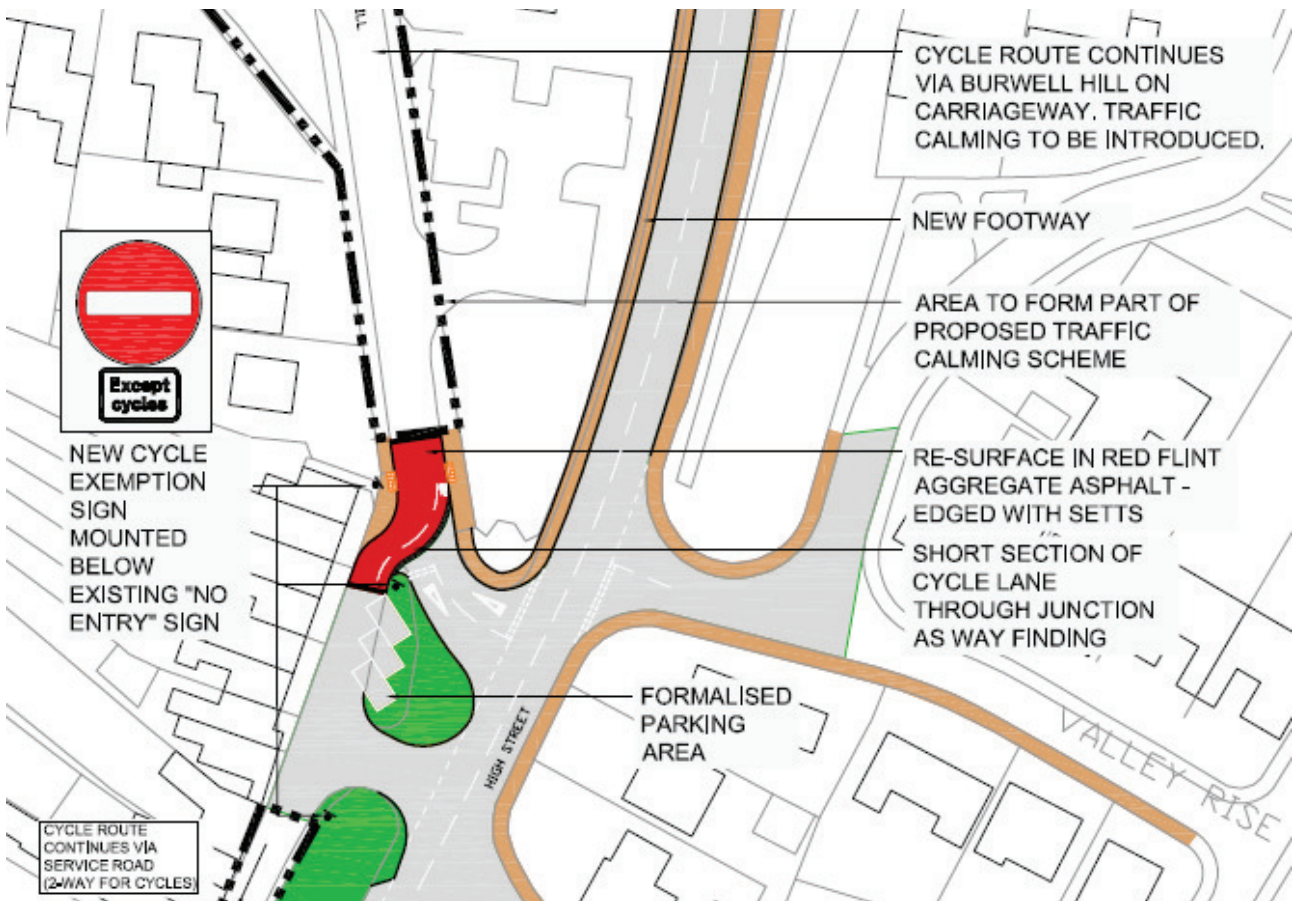 ILL
CYCLE ROUTE CONTINUES
VIA BURWELL HILL ON
CARRIAGEWAY. TRAFFIC
CALMING TO BE INTRODUCED.
NEW FOOTWAY
AREA TO FORM PART OF
PROPOSED TRAFFIC
CALMING SCHEME
Except
cycles
NEW CYCLE
EXEMPTION
SIGN
MOUNTED
BELOW
EXISTING "NO
ENTRY" SIGN
RE-SURFACE IN RED FLINT
AGGREGATE ASPHALT -
EDGED WITH SETTS
SHORT SECTION OF
CYCLE LANE
THROUGH JUNCTION
AS WAY FINDING
FORMALISED
PARKING
AREA
HIGH STREET
VALLEY RISE
CYCLE ROUTE
CONTINUES VIA
SERVICE ROAD
(2-WAY FOR CYCLES)